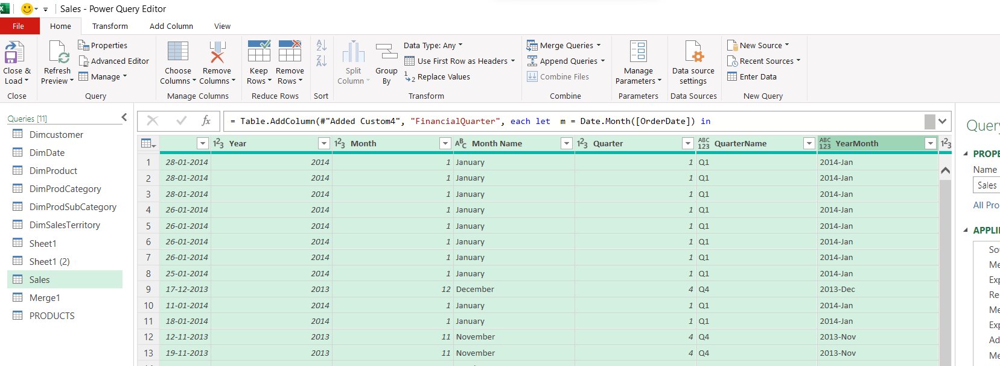 Sales - Power Query Editor
File Home Transform Add Column View
Close & Load
Refresh Preview
Properties
Advanced Editor
Manage
Choose Columns
Remove Columns
Keep Rows
Remove Rows
Split Column
Group By
Data Type: Any
Use First Row as Headers
Replace Values
Merge Queries
Append Queries
Combine Files
Manage Parameters
Data source settings
New Source
Recent Sources
Enter Data
Close Query Manage Columns Reduce Rows Sort Transform Combine Parameters Data Sources New Query
Queries [11]
Dimcustomer
DimDate
DimProduct
DimProdCategory
DimProdSubCategory
DimSalesTerritory
Sheet1
Sheet1 (2)
Sales
Merge1
PRODUCTS
fx = Table.AddColumn(#"Added Custom4", "FinancialQuarter", each let  m = Date.Month([OrderDate]) in
123 Year 123 Month ABC Month Name 123 Quarter ABC 123 QuarterName ABC 123 YearMonth 123
1 28-01-2014 2014 1 January 1 Q1 2014-Jan
2 28-01-2014 2014 1 January 1 Q1 2014-Jan
3 28-01-2014 2014 1 January 1 Q1 2014-Jan
4 26-01-2014 2014 1 January 1 Q1 2014-Jan
5 26-01-2014 2014 1 January 1 Q1 2014-Jan
6 26-01-2014 2014 1 January 1 Q1 2014-Jan
7 26-01-2014 2014 1 January 1 Q1 2014-Jan
8 25-01-2014 2014 1 January 1 Q1 2014-Jan
9 17-12-2013 2013 12 December 4 Q4 2013-Dec
10 11-01-2014 2014 1 January 1 Q1 2014-Jan
11 18-01-2014 2014 1 January 1 Q1 2014-Jan
12 12-11-2013 2013 11 November 4 Q4 2013-Nov
13 19-11-2013 2013 11 November 4 Q4 2013-Nov
Query
PROPE
Name
Sales
All Pro
APPLI
Sou
Me
Exp
Re
Me
Exp
Ad
Me